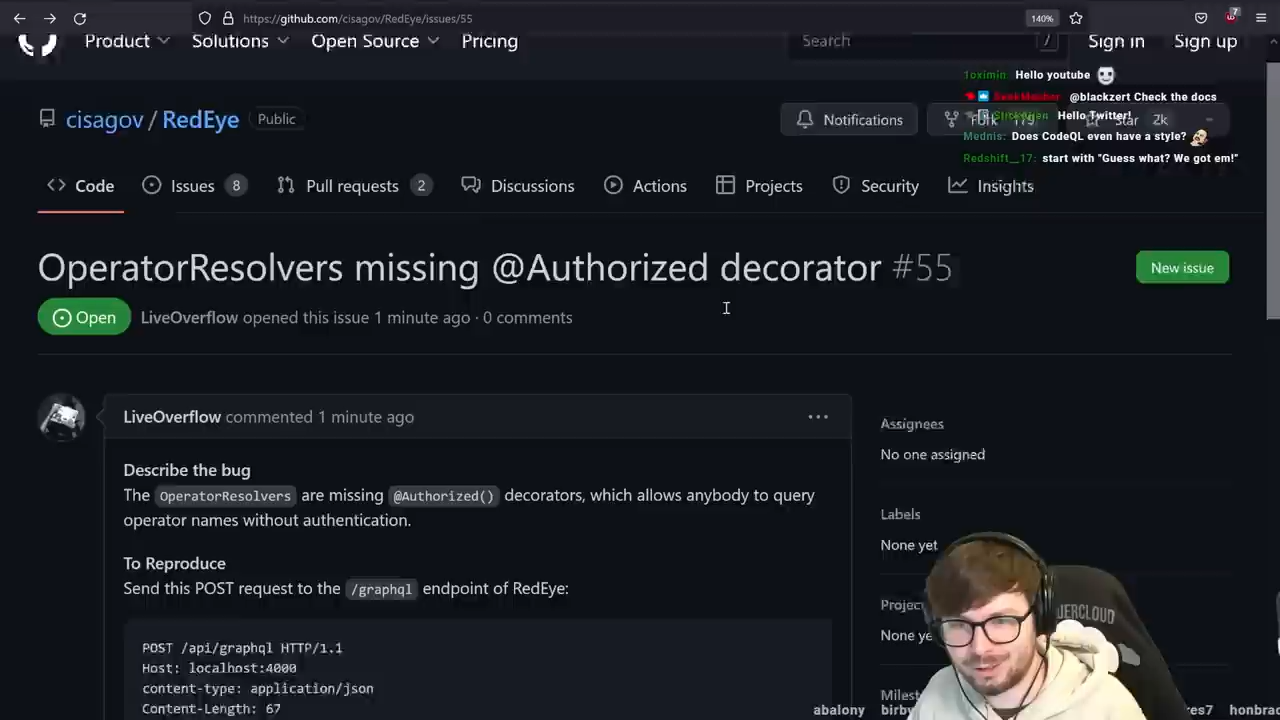 https://github.com/cisagov/RedEye/issues/55
140%
7
Product
Solutions
Open Source
Pricing
Search
/
Sign in
Sign up
1oximin: Hello youtube
@blackzert Check the docs
Hello Twitter!
Mednis: Does CodeQL even have a style?
Redshift__17: start with "Guess what? We got em!"
cisagov / RedEye
Public
Notifications
Fork
Star
2k
Code
Issues 8
Pull requests 2
Discussions
Actions
Projects
Security
Insights
OperatorResolvers missing @Authorized decorator #55
New issue
Open
LiveOverflow opened this issue 1 minute ago · 0 comments
LiveOverflow commented 1 minute ago
Describe the bug
The OperatorResolvers are missing @Authorized() decorators, which allows anybody to query
operator names without authentication.
To Reproduce
Send this POST request to the /graphql endpoint of RedEye:
POST /api/graphql HTTP/1.1
Host: localhost:4000
content-type: application/json
Content-Length: 67
Assignees
No one assigned
Labels
None yet
abalony